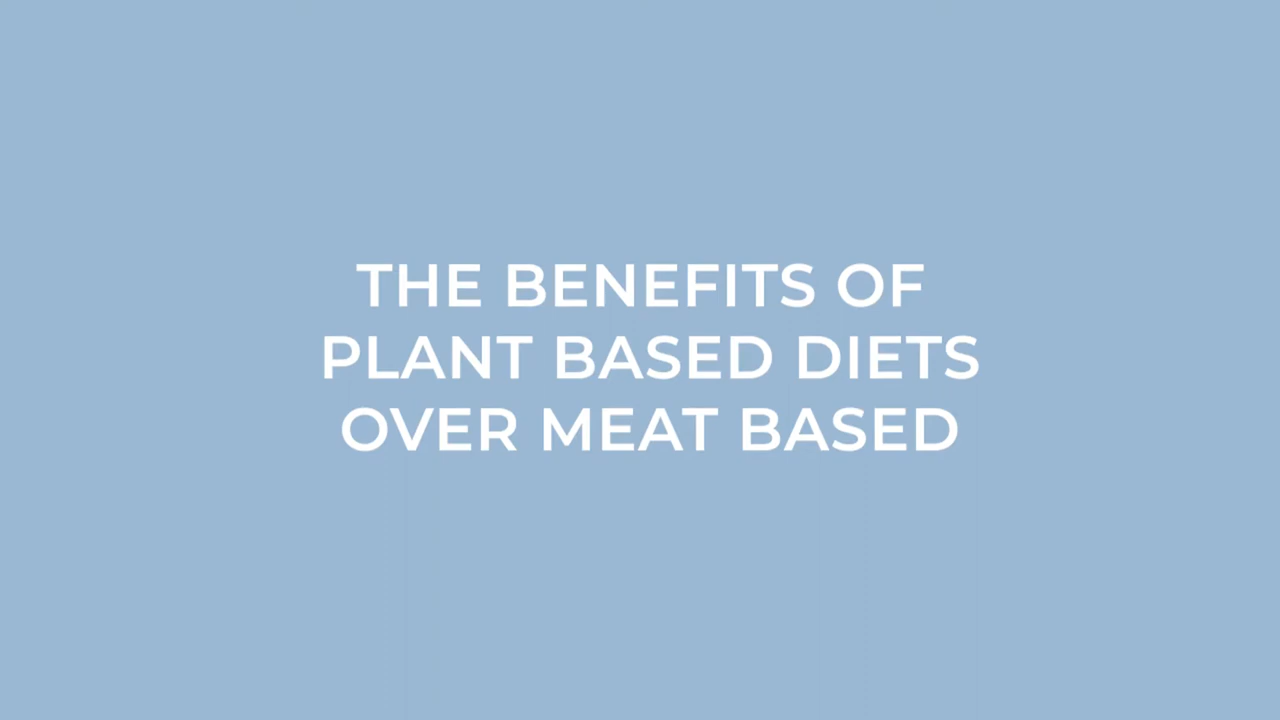 THE BENEFITS OF
PLANT BASED DIETS
OVER MEAT BASED